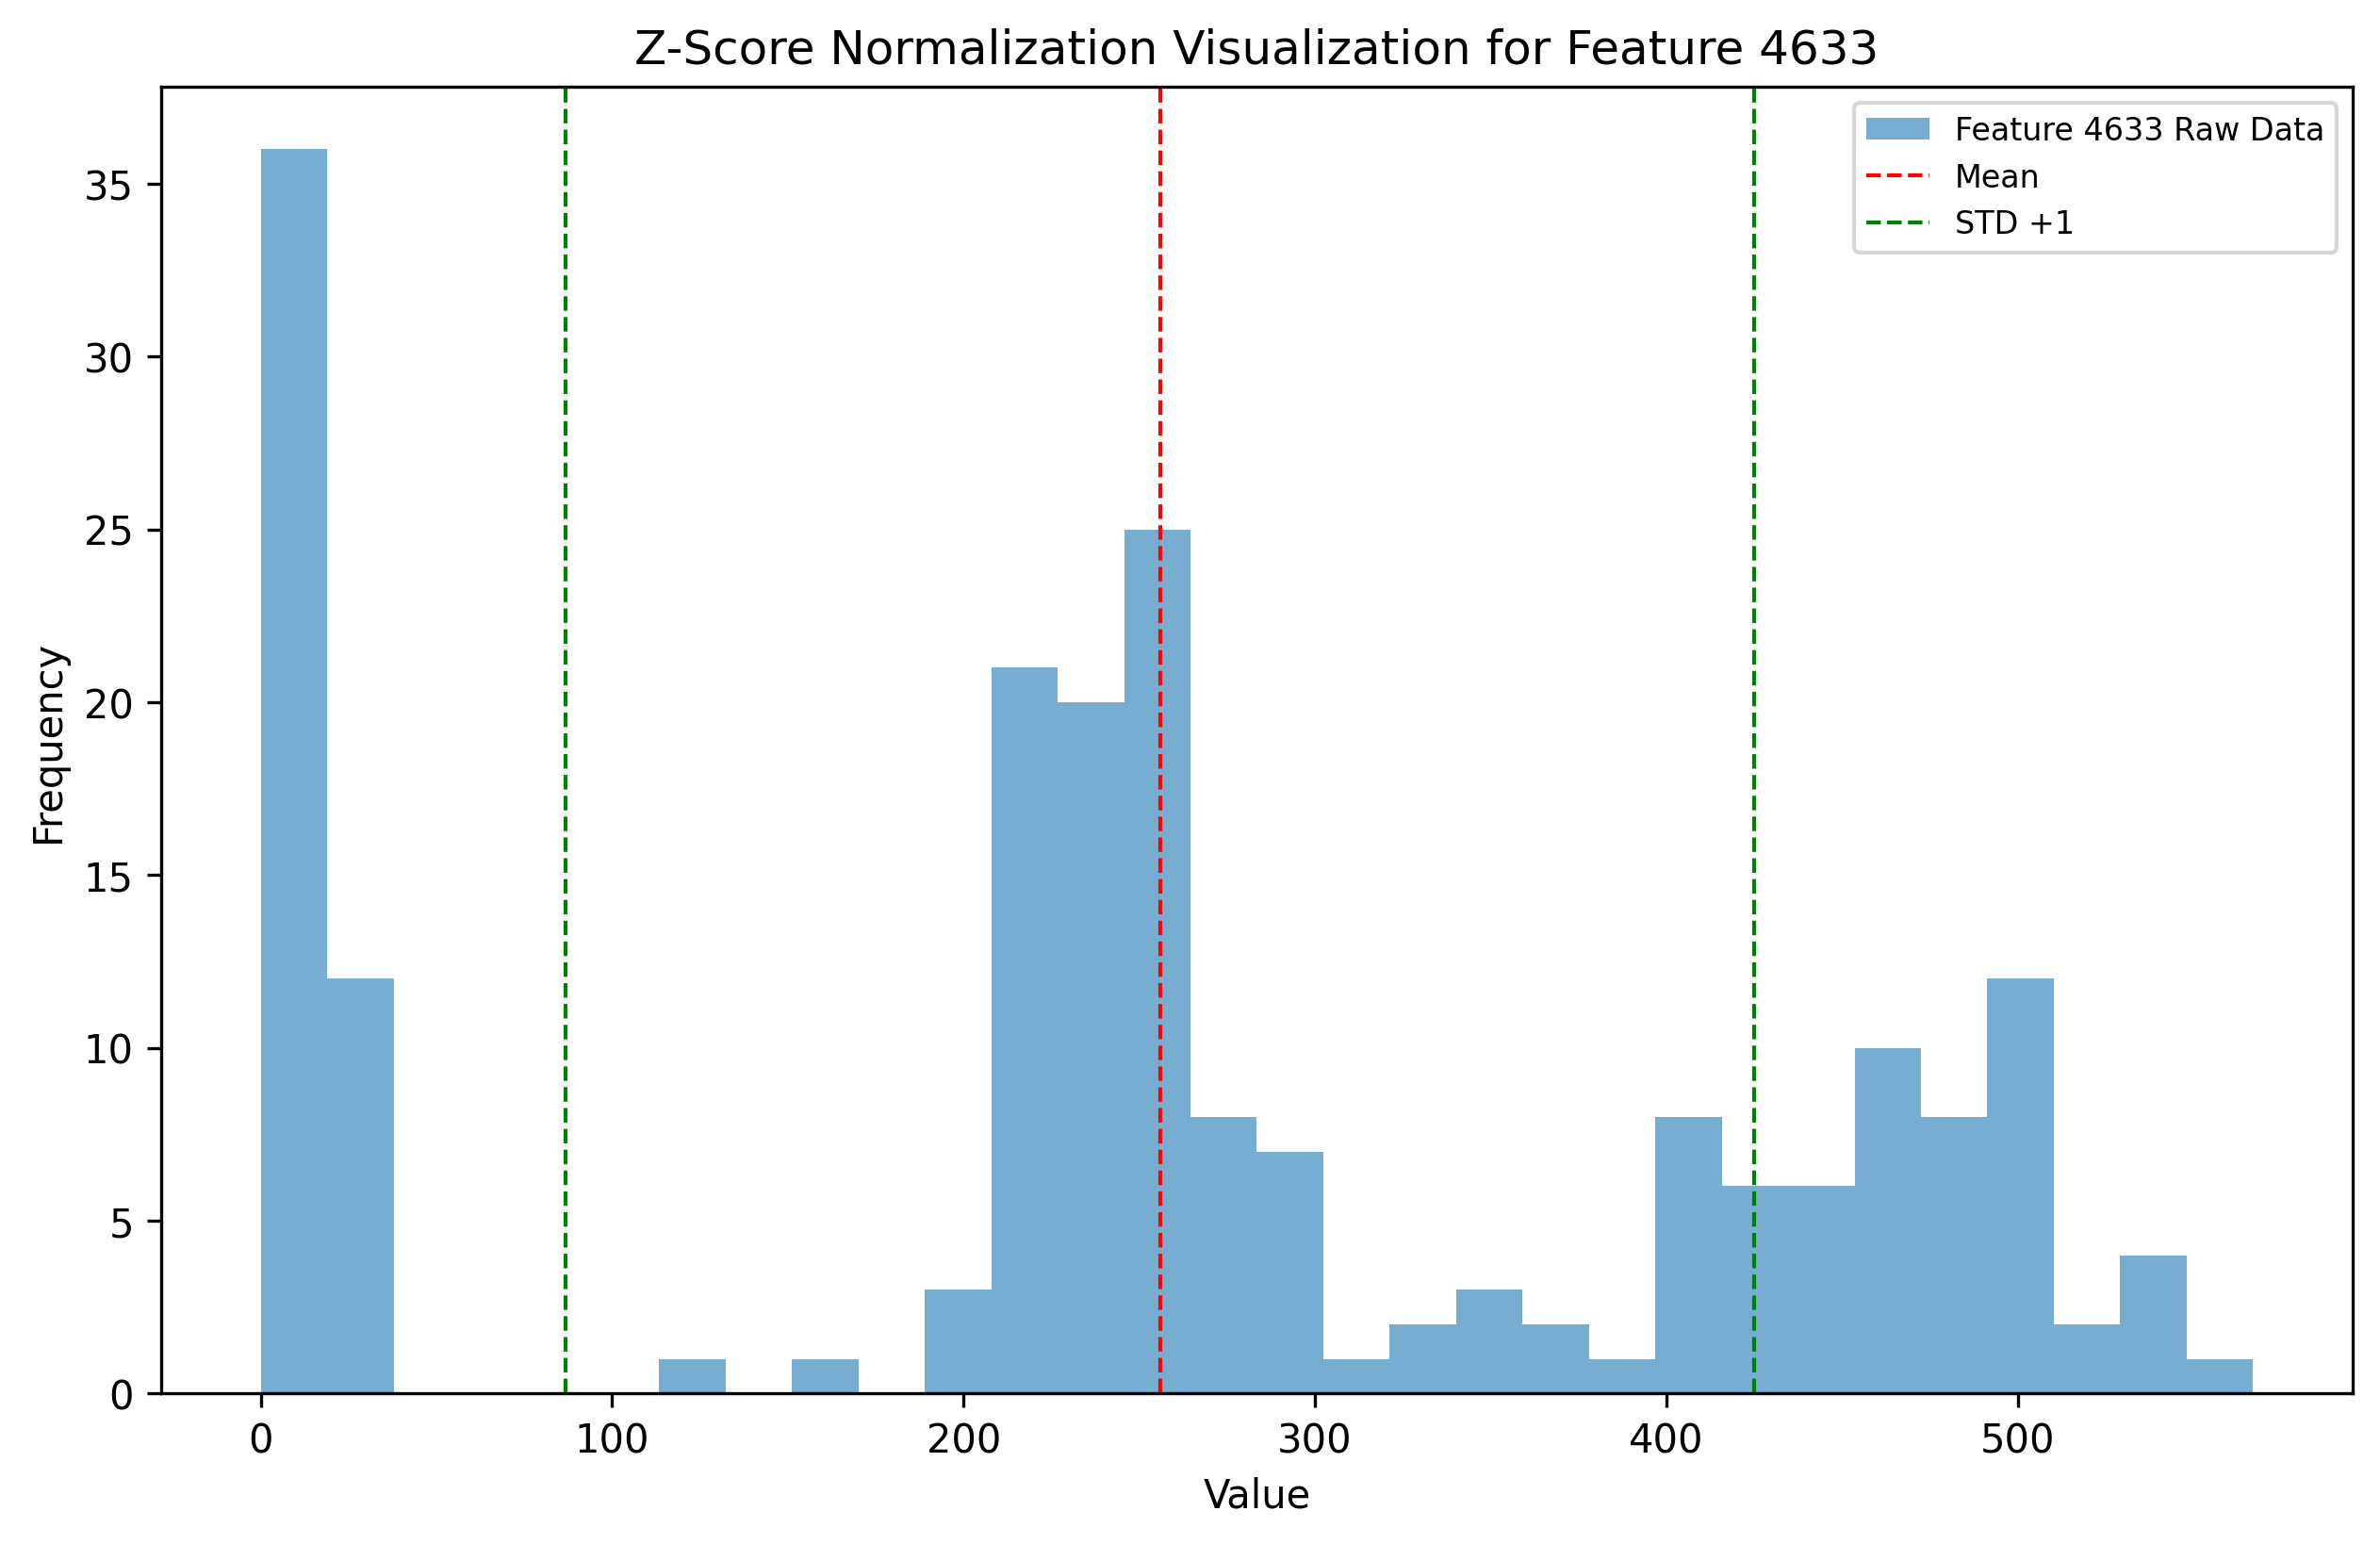 Z-Score Normalization Visualization for Feature 4633
Feature 4633 Raw Data
Mean
STD +1
35
30
25
20
15
10
5
0
Frequency
0 100 200 300 400 500
Value